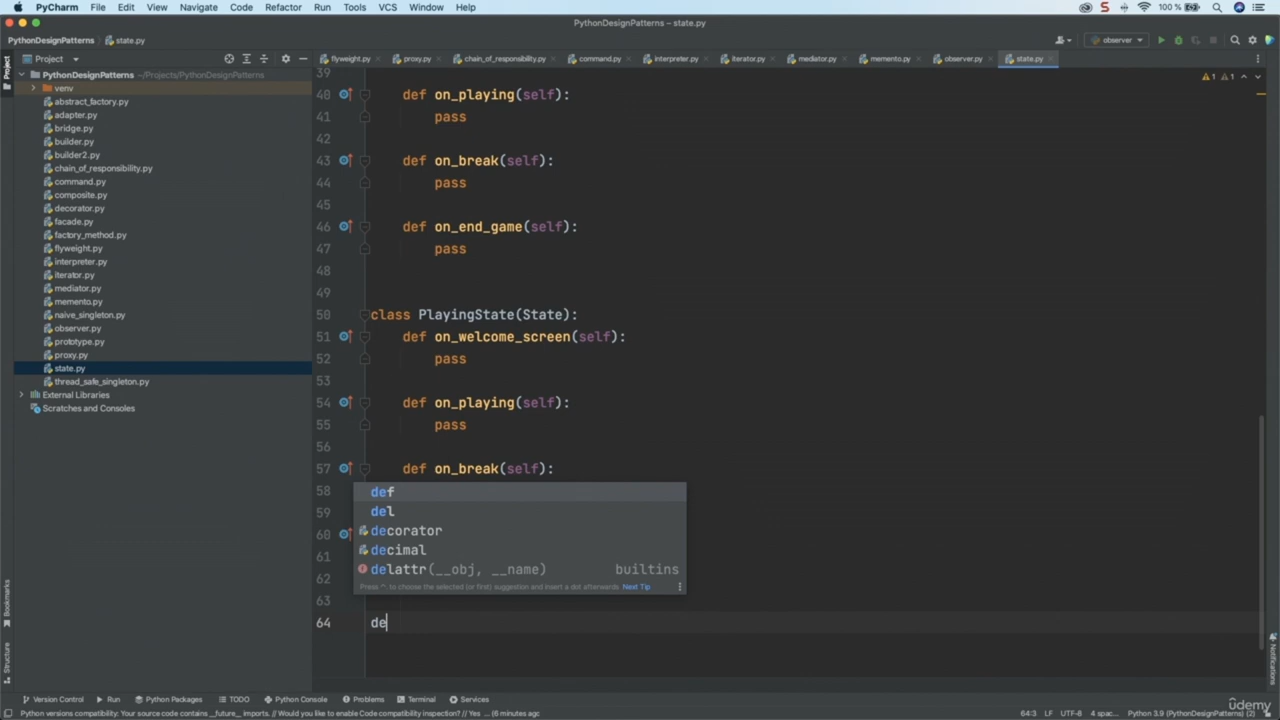 PyCharm File Edit View Navigate Code Refactor Run Tools VCS Window Help 100 %
PythonDesignPatterns – state.py
PythonDesignPatterns state.py observer
Project
PythonDesignPatterns ~/Projects/PythonDesignPatterns
venv
abstract_factory.py
adapter.py
bridge.py
builder.py
builder2.py
chain_of_responsibility.py
command.py
composite.py
decorator.py
facade.py
factory_method.py
flyweight.py
interpreter.py
iterator.py
mediator.py
memento.py
naive_singleton.py
observer.py
prototype.py
proxy.py
state.py
thread_safe_singleton.py
External Libraries
Scratches and Consoles
Project
Bookmarks
Structure
flyweight.py proxy.py chain_of_responsibility.py command.py interpreter.py iterator.py mediator.py memento.py observer.py state.py
1 1
39
40 def on_playing(self):
41 pass
42
43 def on_break(self):
44 pass
45
46 def on_end_game(self):
47 pass
48
49
50 class PlayingState(State):
51 def on_welcome_screen(self):
52 pass
53
54 def on_playing(self):
55 pass
56
57 def on_break(self):
58
59
60
61
62
63
64 de
def
del
decorator
decimal
delattr(__obj, __name) builtins
Press ^. to choose the selected (or first) suggestion and insert a dot afterwards Next Tip
Notifications
Version Control Run Python Packages TODO Python Console Problems Terminal Services
Python versions compatibility: Your source code contains __future__ imports. // Would you like to enable Code compatibility inspection? // Yes ... (6 minutes ago)
64:3 LF UTF-8 4 spac... Python 3.9 (PythonDesignPatterns) (2)
ûdemy